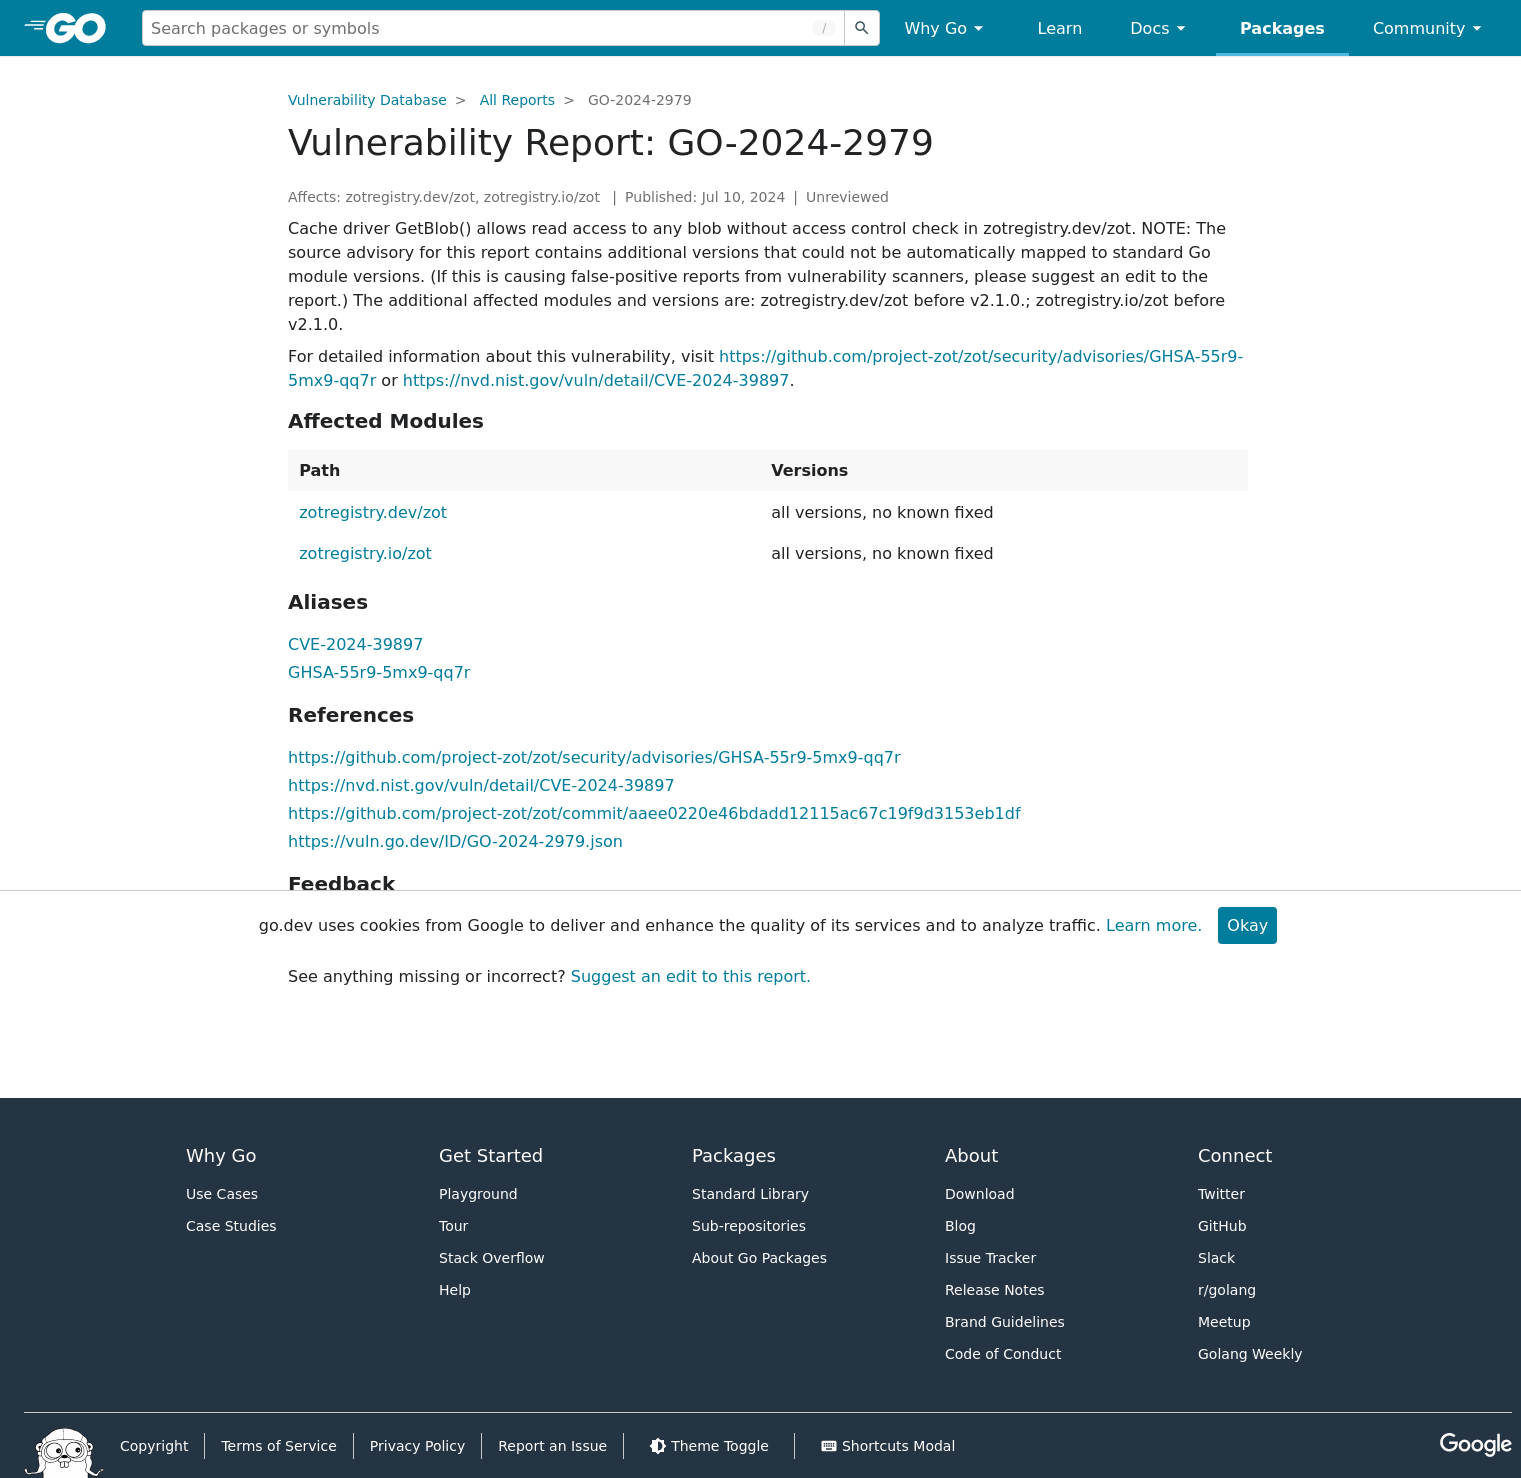 GO
Search packages or symbols
/
Why Go
Learn
Docs
Packages
Community
Vulnerability Database > All Reports > GO-2024-2979
Vulnerability Report: GO-2024-2979
Affects: zotregistry.dev/zot, zotregistry.io/zot | Published: Jul 10, 2024 | Unreviewed
Cache driver GetBlob() allows read access to any blob without access control check in zotregistry.dev/zot. NOTE: The
source advisory for this report contains additional versions that could not be automatically mapped to standard Go
module versions. (If this is causing false-positive reports from vulnerability scanners, please suggest an edit to the
report.) The additional affected modules and versions are: zotregistry.dev/zot before v2.1.0.; zotregistry.io/zot before
v2.1.0.
For detailed information about this vulnerability, visit https://github.com/project-zot/zot/security/advisories/GHSA-55r9-
5mx9-qq7r or https://nvd.nist.gov/vuln/detail/CVE-2024-39897.
Affected Modules
Path Versions
zotregistry.dev/zot all versions, no known fixed
zotregistry.io/zot all versions, no known fixed
Aliases
CVE-2024-39897
GHSA-55r9-5mx9-qq7r
References
https://github.com/project-zot/zot/security/advisories/GHSA-55r9-5mx9-qq7r
https://nvd.nist.gov/vuln/detail/CVE-2024-39897
https://github.com/project-zot/zot/commit/aaee0220e46bdadd12115ac67c19f9d3153eb1df
https://vuln.go.dev/ID/GO-2024-2979.json
Feedback
go.dev uses cookies from Google to deliver and enhance the quality of its services and to analyze traffic. Learn more. Okay
See anything missing or incorrect? Suggest an edit to this report.
Why Go
Use Cases
Case Studies
Get Started
Playground
Tour
Stack Overflow
Help
Packages
Standard Library
Sub-repositories
About Go Packages
About
Download
Blog
Issue Tracker
Release Notes
Brand Guidelines
Code of Conduct
Connect
Twitter
GitHub
Slack
r/golang
Meetup
Golang Weekly
Copyright
Terms of Service
Privacy Policy
Report an Issue
Theme Toggle
Shortcuts Modal
Google